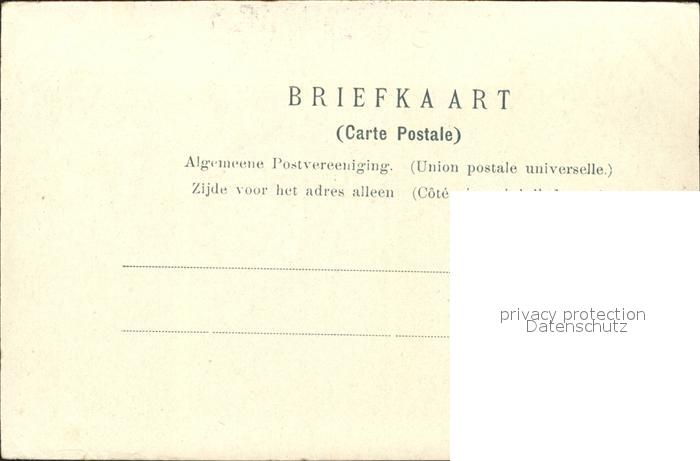 BRIEFKAART
(Carte Postale)
Algemeene Postvereeniging. (Union postale universelle.)
Zijde voor het adres alleen (Côté
privacy protection
Datenschutz